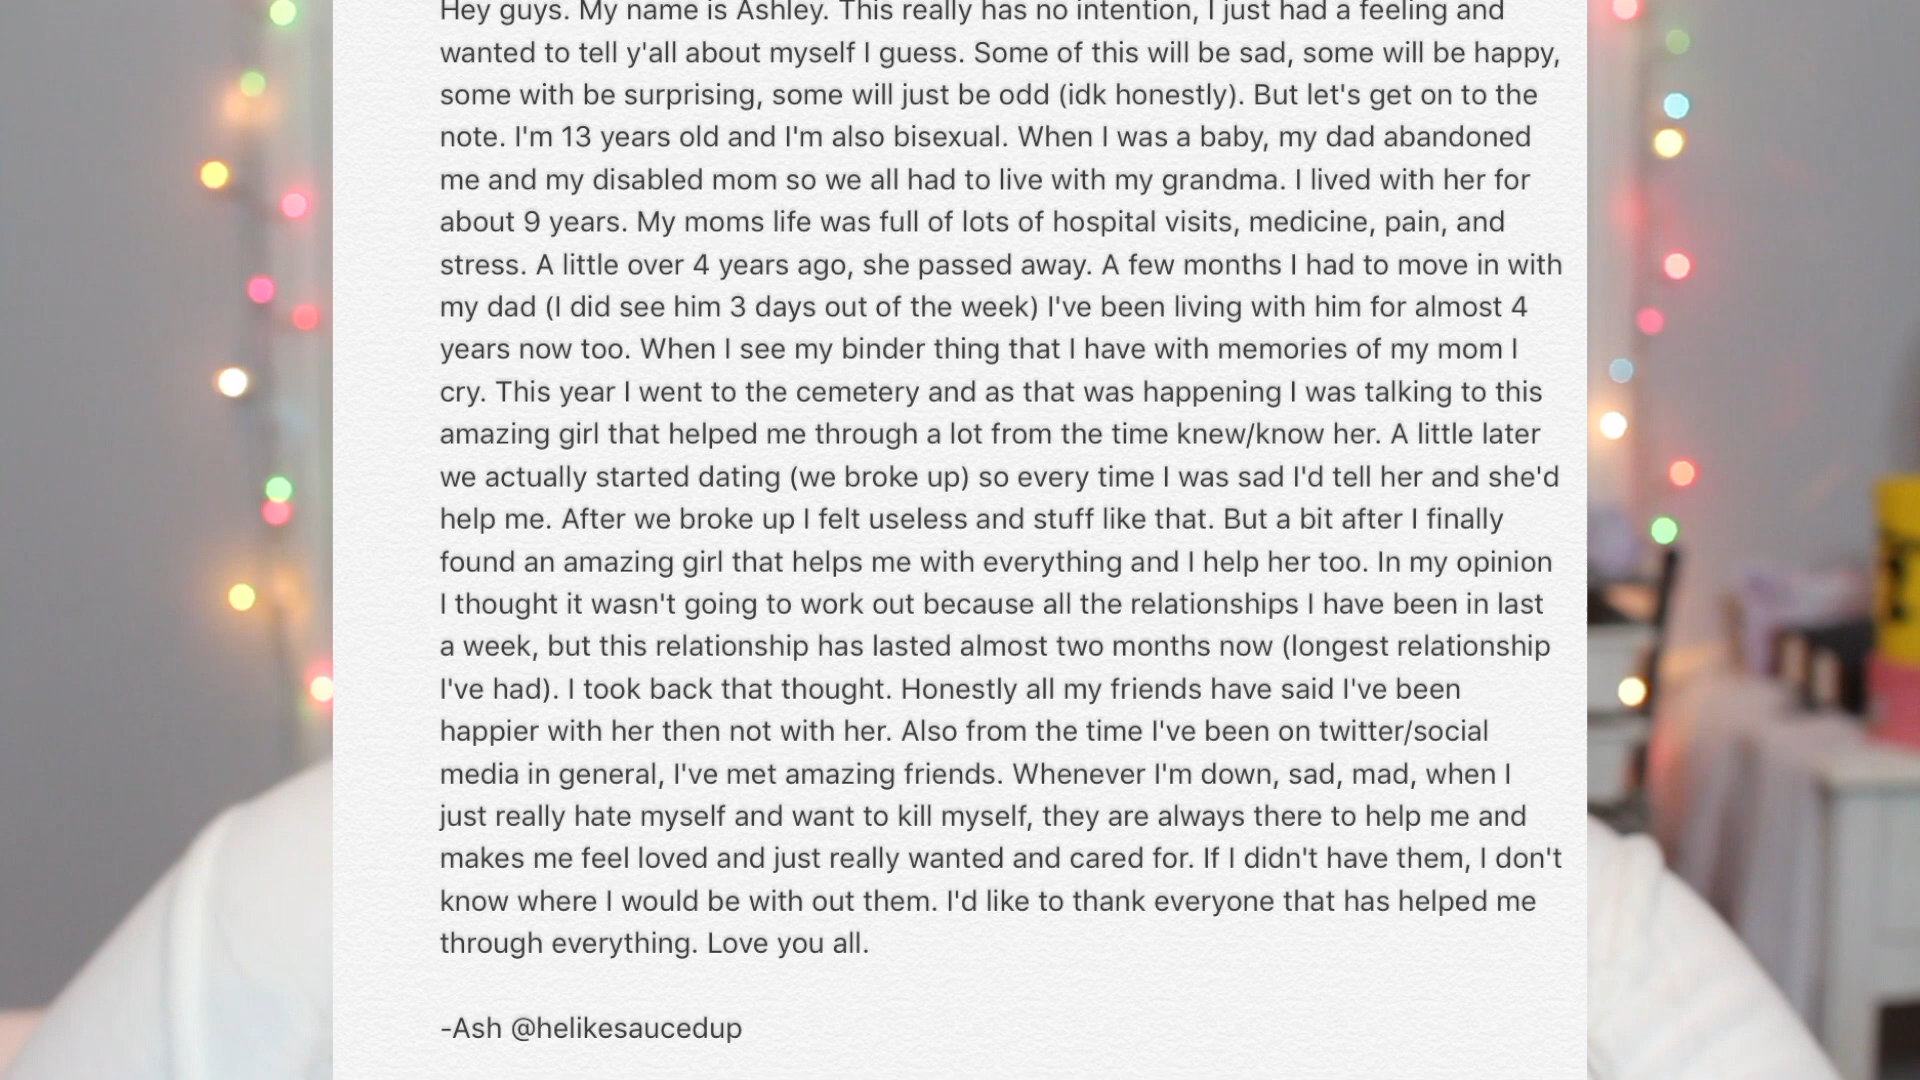 Hey guys. My name is Ashley. This really has no intention, I just had a feeling and
wanted to tell y'all about myself I guess. Some of this will be sad, some will be happy,
some with be surprising, some will just be odd (idk honestly). But let's get on to the
note. I'm 13 years old and I'm also bisexual. When I was a baby, my dad abandoned
me and my disabled mom so we all had to live with my grandma. I lived with her for
about 9 years. My moms life was full of lots of hospital visits, medicine, pain, and
stress. A little over 4 years ago, she passed away. A few months I had to move in with
my dad (I did see him 3 days out of the week) I've been living with him for almost 4
years now too. When I see my binder thing that I have with memories of my mom I
cry. This year I went to the cemetery and as that was happening I was talking to this
amazing girl that helped me through a lot from the time knew/know her. A little later
we actually started dating (we broke up) so every time I was sad I'd tell her and she'd
help me. After we broke up I felt useless and stuff like that. But a bit after I finally
found an amazing girl that helps me with everything and I help her too. In my opinion
I thought it wasn't going to work out because all the relationships I have been in last
a week, but this relationship has lasted almost two months now (longest relationship
I've had). I took back that thought. Honestly all my friends have said I've been
happier with her then not with her. Also from the time I've been on twitter/social
media in general, I've met amazing friends. Whenever I'm down, sad, mad, when I
just really hate myself and want to kill myself, they are always there to help me and
makes me feel loved and just really wanted and cared for. If I didn't have them, I don't
know where I would be with out them. I'd like to thank everyone that has helped me
through everything. Love you all.
-Ash @helikesaucedup